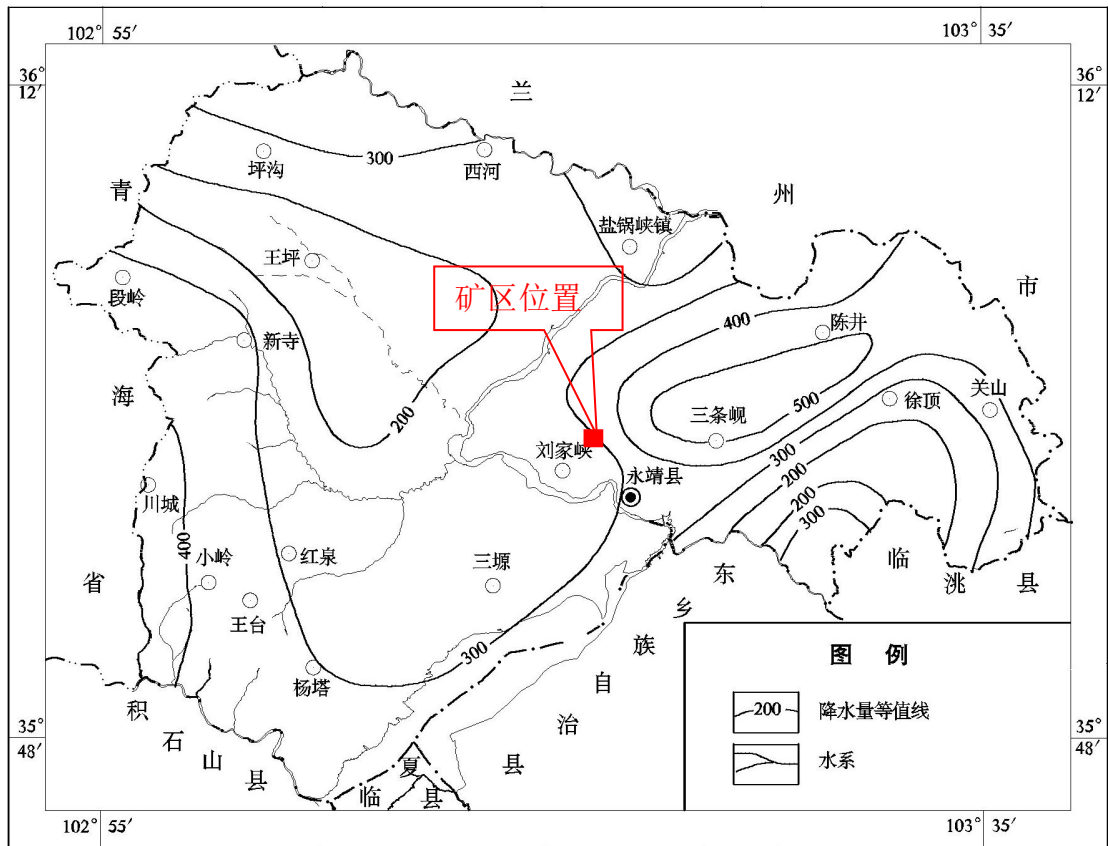 102° 55′
103° 35′
36°
12′
36°
12′
兰
州
市
青
海
省
300
坪沟
西河
盐锅峡镇
王坪
段岭
矿区位置
新寺
400
陈井
200
500
三条岘
徐顶
关山
刘家峡
永靖县
300
200
200
300
川城
400
小岭
红泉
三塬
王台
杨塔
300
东
乡
族
自
治
县
临
洮
县
积
石
山
县
临
夏
县
图 例
200
降水量等值线
水系
35°
48′
35°
48′
102° 55′
103° 35′